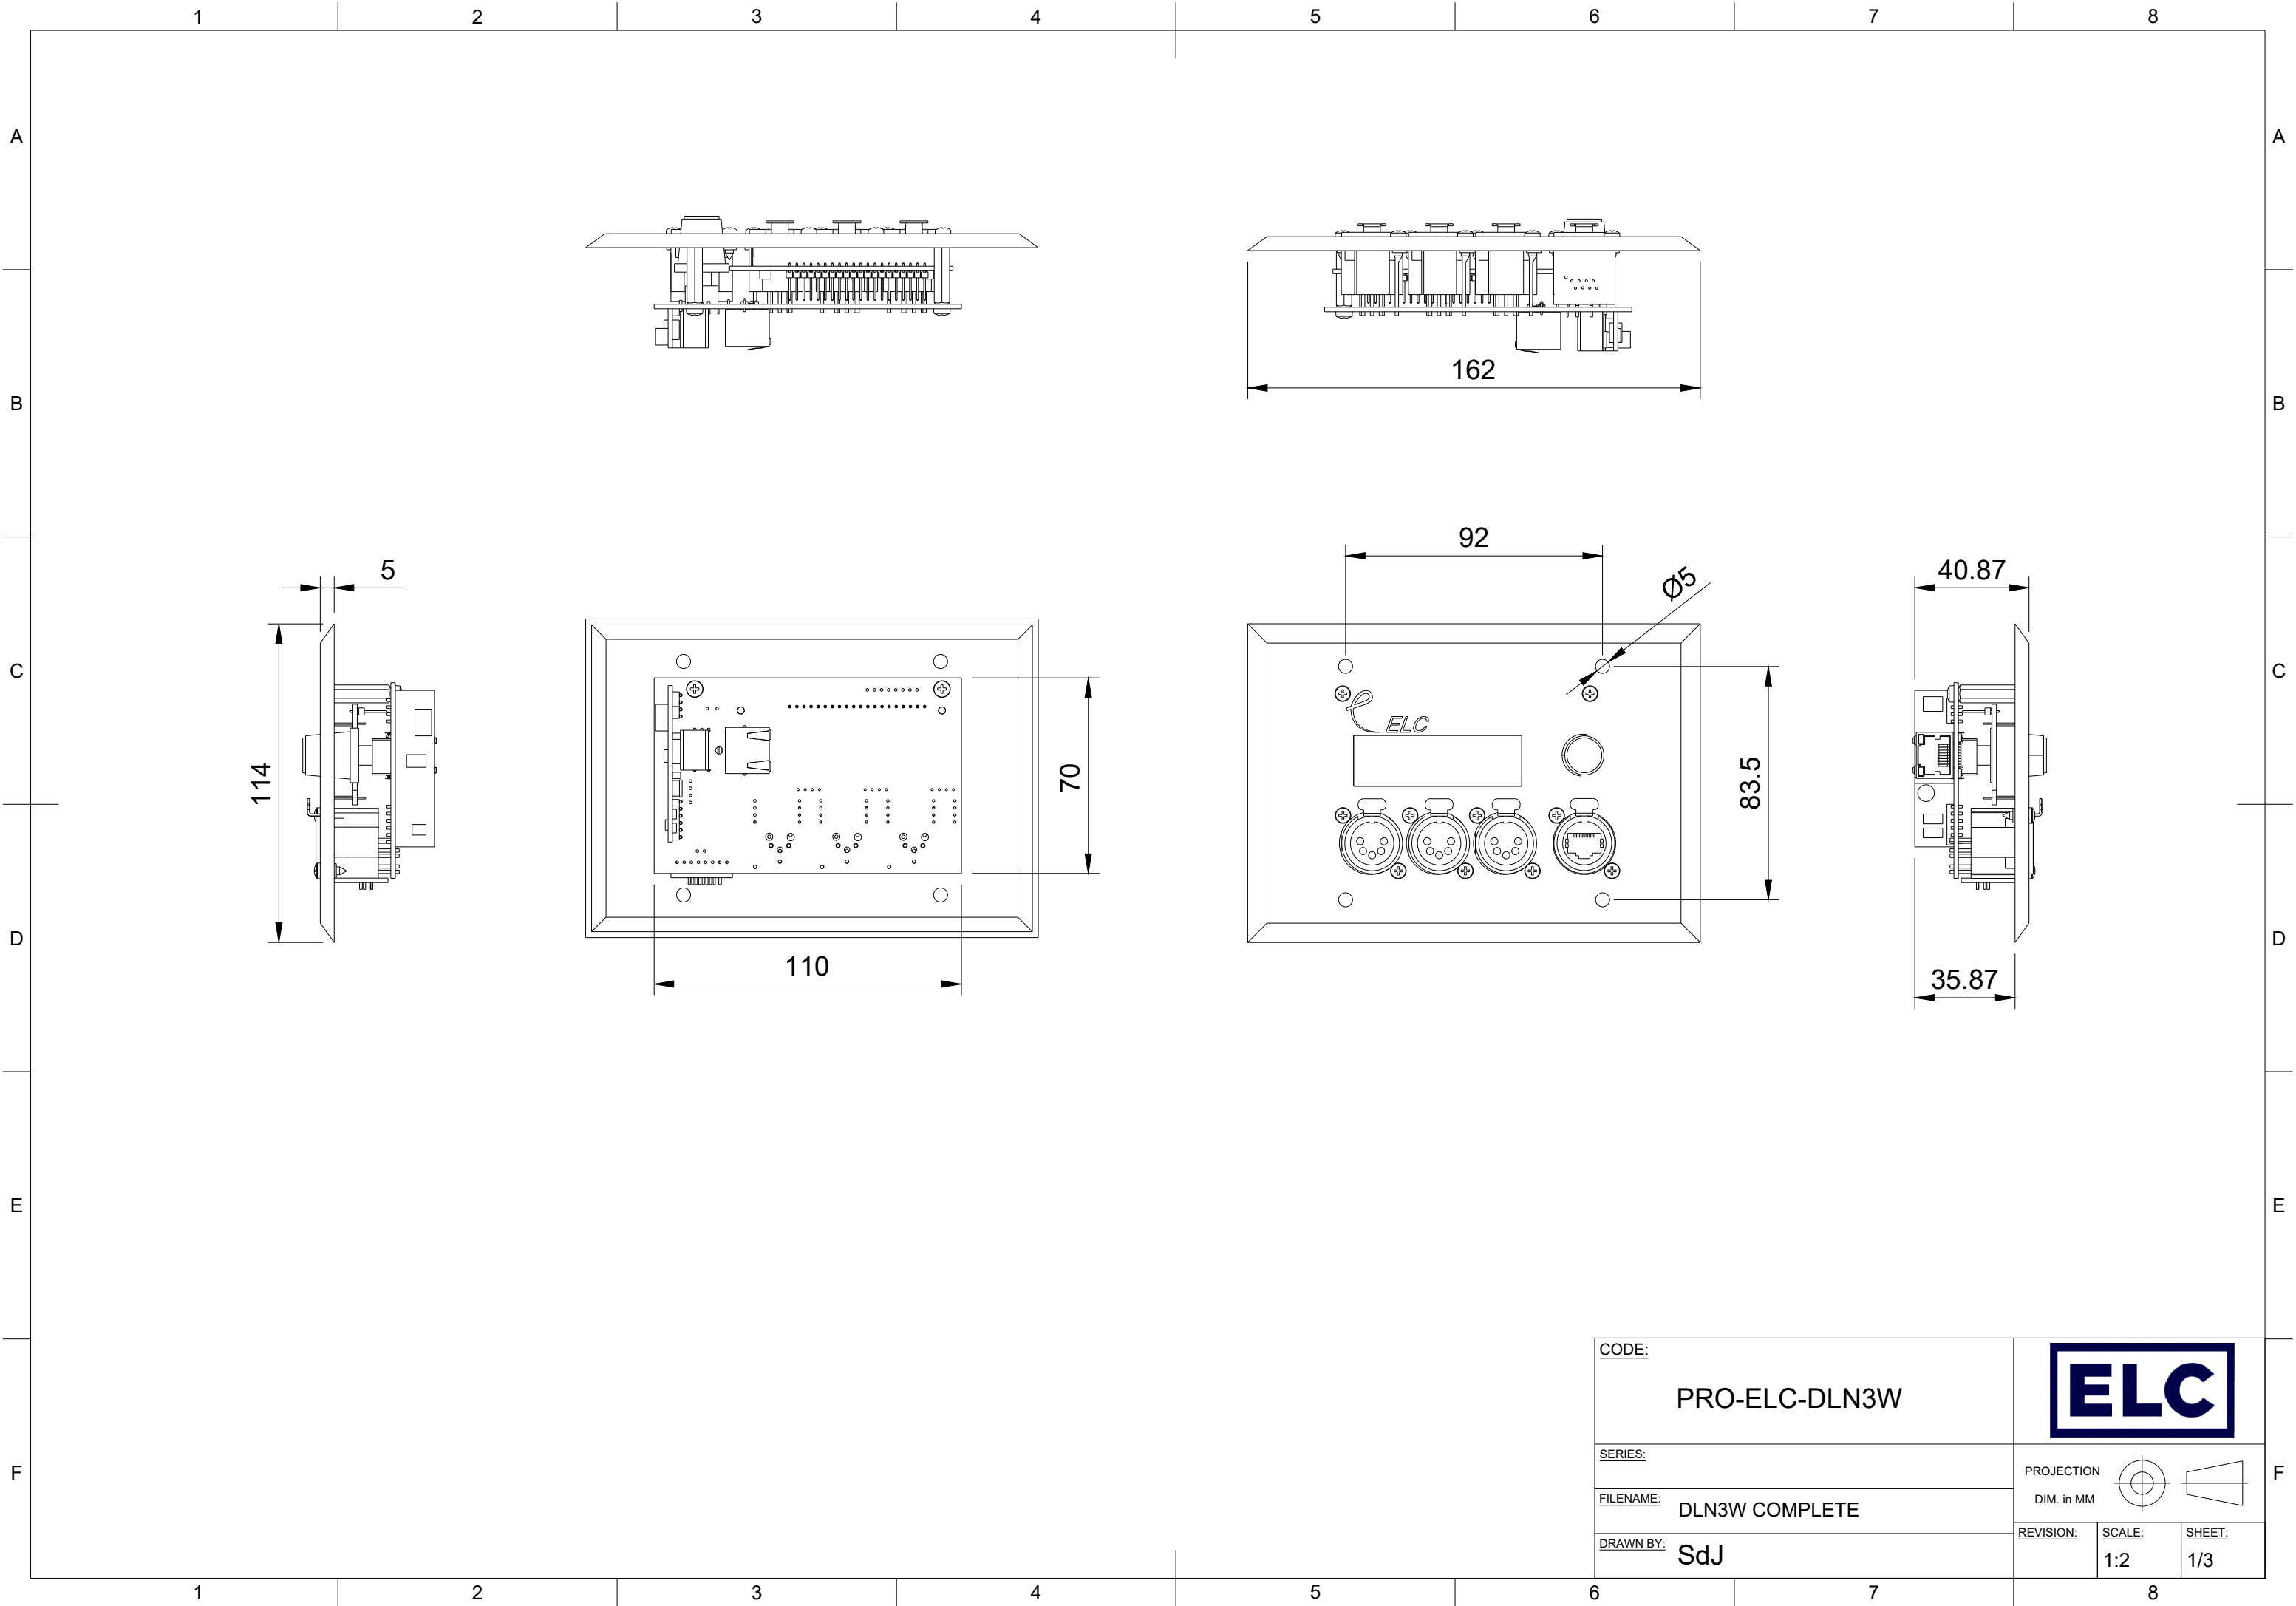 1 2 3 4 5 6 7 8
A A
162
B B
92
Ø5
5
40.87
C C
ELC
114
70
83.5
D D
110
35.87
E E
CODE:
PRO-ELC-DLN3W
ELC
SERIES:
F F
PROJECTION
DIM. in MM
FILENAME: DLN3W COMPLETE
DRAWN BY: SdJ
REVISION: SCALE: SHEET:
1:2 1/3
1 2 3 4 5 6 7 8